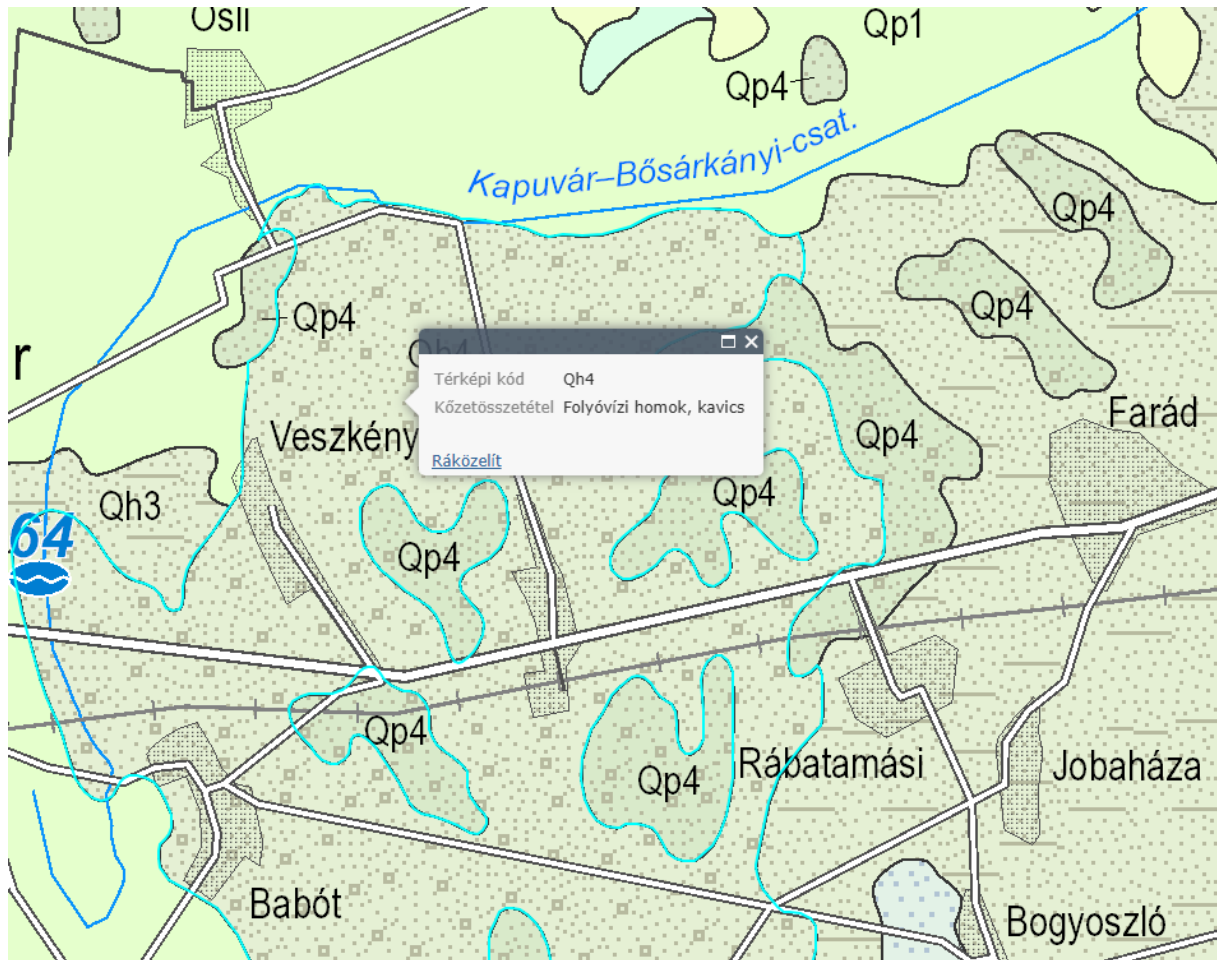 Osli
Qp1
Qp4
Kapuvár–Bősárkányi-csat.
Qp4
Qp4
Qp4
r
Qh4
Térképi kód Qh4
Kőzetösszetétel Folyóvízi homok, kavics
Ráközelít
Farád
Veszkény
Qp4
Qp4
Qh3
64
Qp4
Qp4
Rábatamási
Jobaháza
Qp4
Babót
Bogyoszló